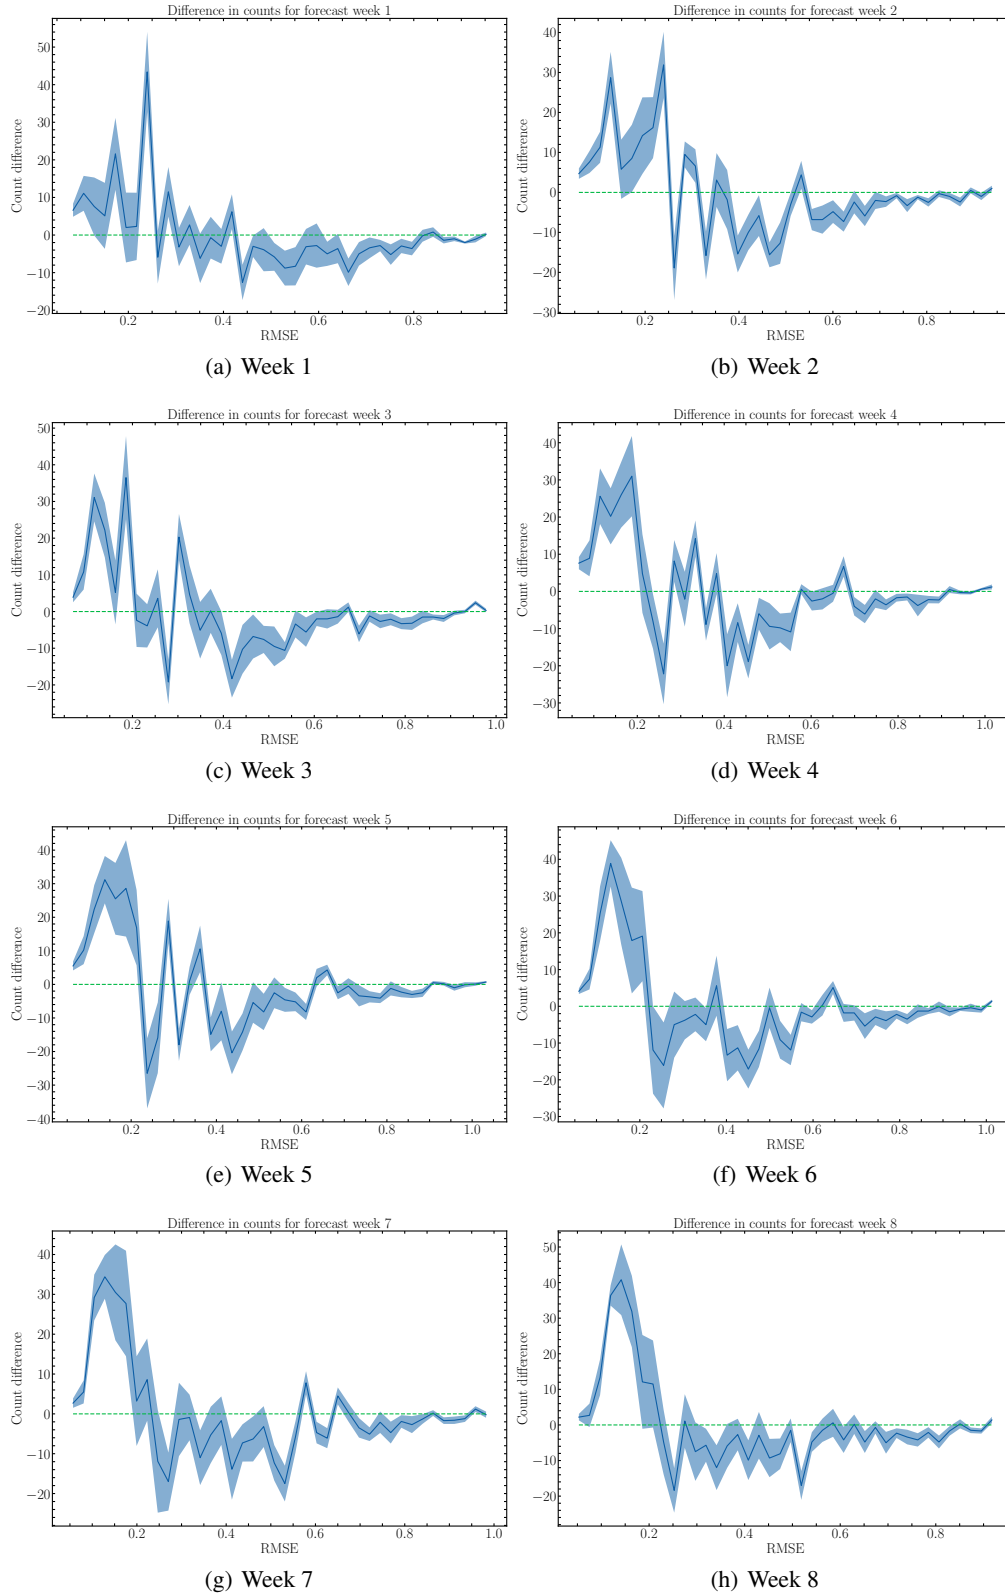 Difference in counts for forecast week 1
50
40
30
20
10
0
−10
−20
Count difference
0.2 0.4 0.6 0.8
RMSE
(a) Week 1
Difference in counts for forecast week 2
40
30
20
10
0
−10
−20
−30
Count difference
0.2 0.4 0.6 0.8
RMSE
(b) Week 2
Difference in counts for forecast week 3
50
40
30
20
10
0
−10
−20
Count difference
0.2 0.4 0.6 0.8 1.0
RMSE
(c) Week 3
Difference in counts for forecast week 4
40
30
20
10
0
−10
−20
−30
Count difference
0.2 0.4 0.6 0.8 1.0
RMSE
(d) Week 4
Difference in counts for forecast week 5
40
30
20
10
0
−10
−20
−30
−40
Count difference
0.2 0.4 0.6 0.8 1.0
RMSE
(e) Week 5
Difference in counts for forecast week 6
40
30
20
10
0
−10
−20
−30
Count difference
0.2 0.4 0.6 0.8 1.0
RMSE
(f) Week 6
Difference in counts for forecast week 7
40
30
20
10
0
−10
−20
Count difference
0.2 0.4 0.6 0.8 1.0
RMSE
(g) Week 7
Difference in counts for forecast week 8
50
40
30
20
10
0
−10
−20
Count difference
0.2 0.4 0.6 0.8
RMSE
(h) Week 8